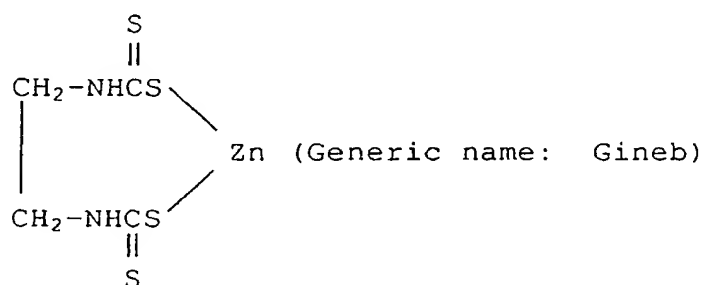 S
||
CH₂-NHCS
Zn (Generic name: Gineb)
CH₂-NHCS
||
S